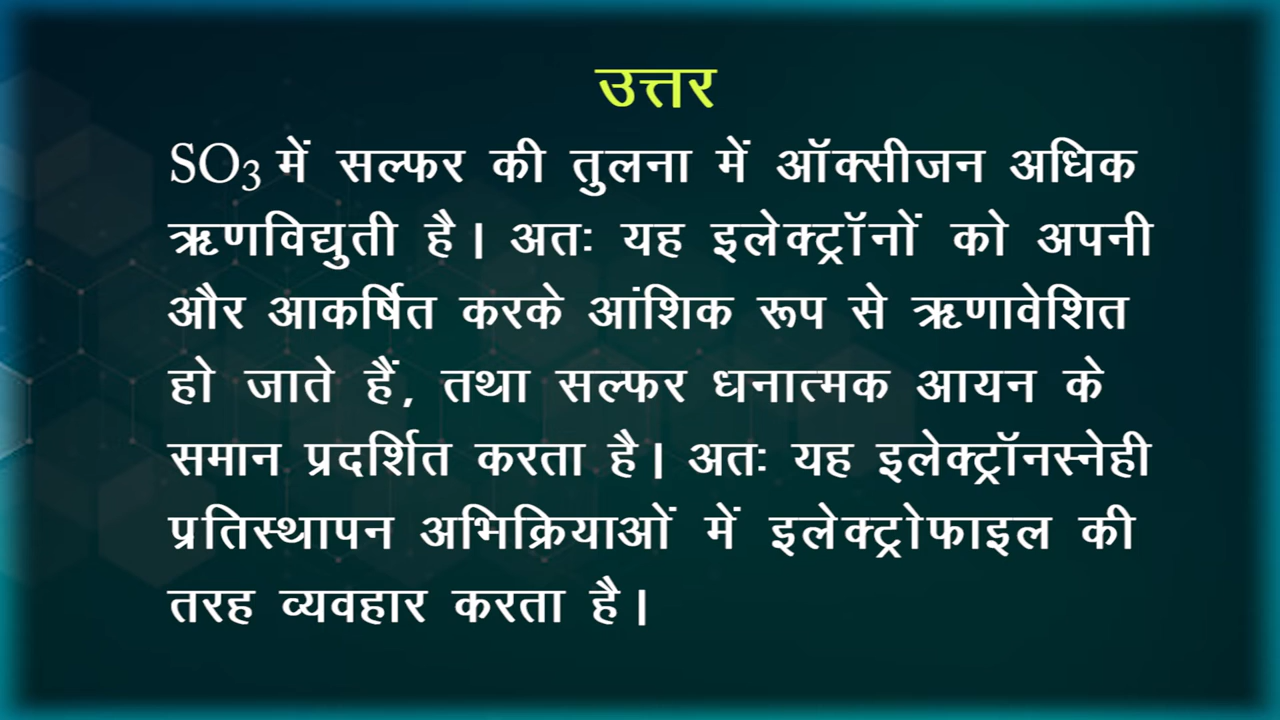 उत्तर
SO₃ में सल्फर की तुलना में ऑक्सीजन अधिक
ऋणविद्युती है। अतः यह इलेक्ट्रॉनों को अपनी
और आकर्षित करके आंशिक रूप से ऋणावेशित
हो जाते हैं, तथा सल्फर धनात्मक आयन के
समान प्रदर्शित करता है। अतः यह इलेक्ट्रॉनस्नेही
प्रतिस्थापन अभिक्रियाओं में इलेक्ट्रोफाइल की
तरह व्यवहार करता है।